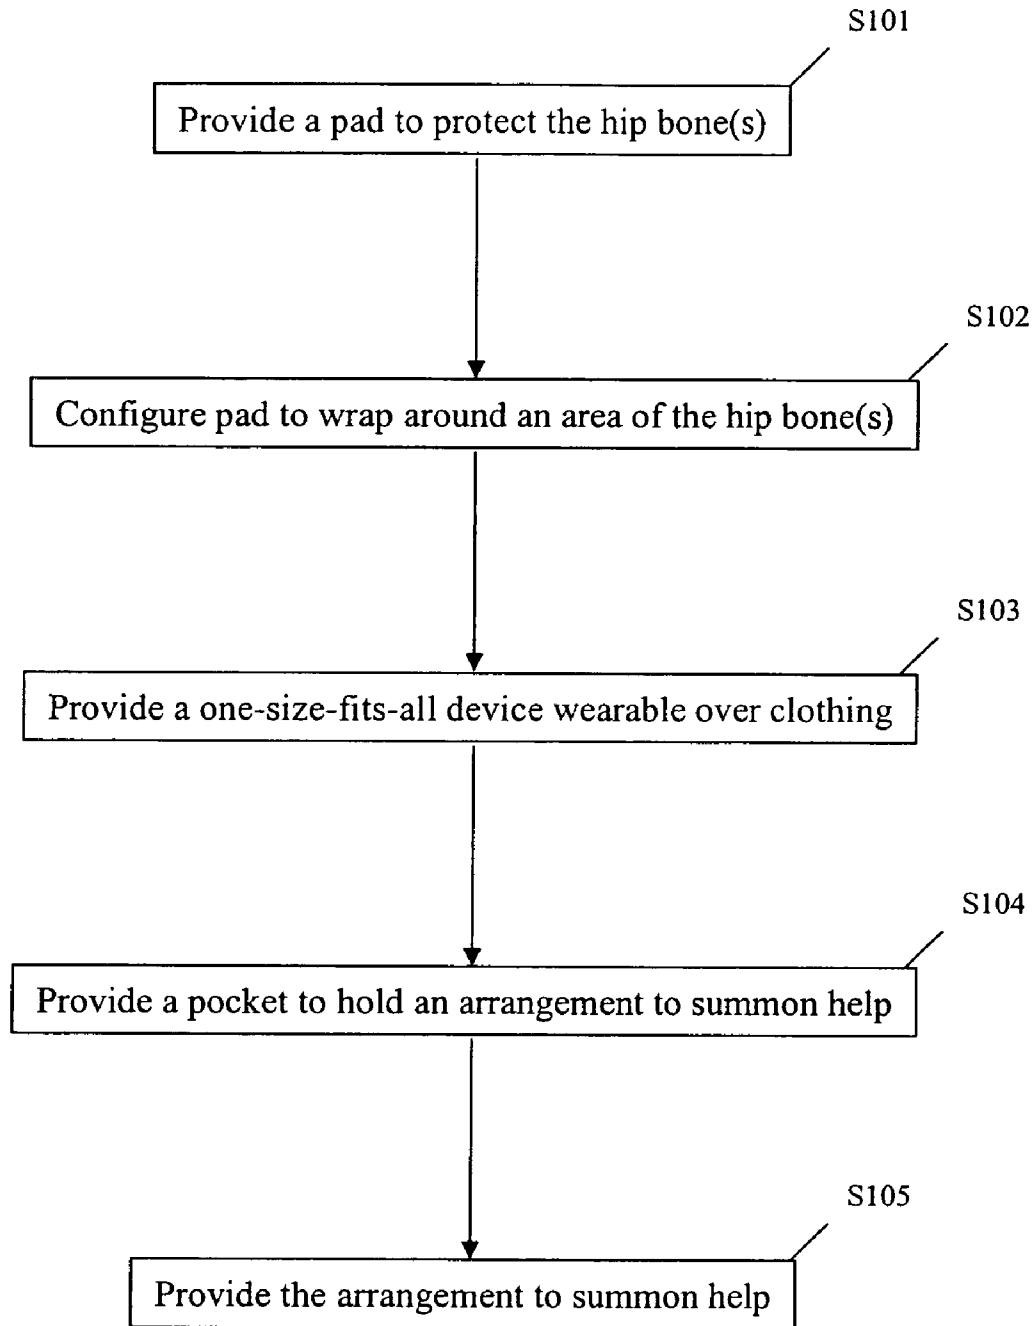 S101
Provide a pad to protect the hip bone(s)
S102
Configure pad to wrap around an area of the hip bone(s)
S103
Provide a one-size-fits-all device wearable over clothing
S104
Provide a pocket to hold an arrangement to summon help
S105
Provide the arrangement to summon help